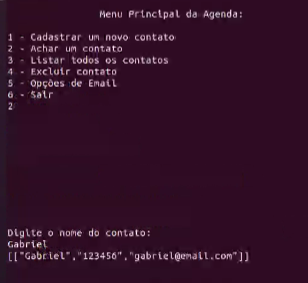 Menu Principal da Agenda:
1 - Cadastrar um novo contato
2 - Achar um contato
3 - Listar todos os contatos
4 - Excluir contato
5 - Opções de Email
6 - Sair
2
Digite o nome do contato:
Gabriel
[["Gabriel","123456","gabriel@email.com"]]